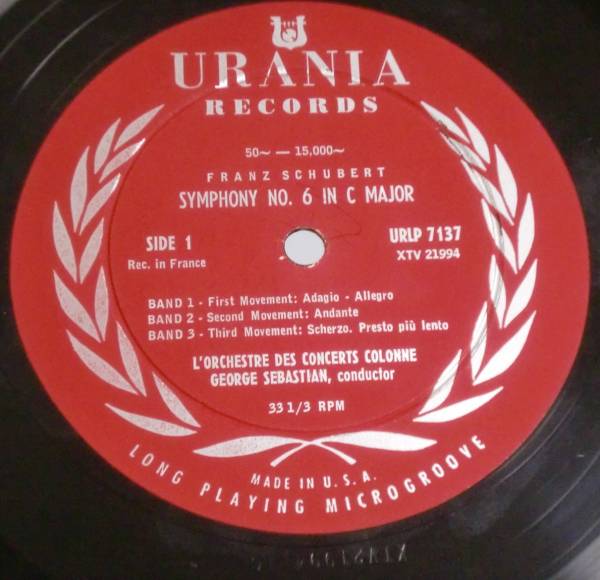 URANIA
RECORDS
50~ — 15,000~
FRANZ SCHUBERT
SYMPHONY NO. 6 IN C MAJOR
SIDE 1
Rec. in France
URLP 7137
XTV 21994
BAND 1 - First Movement: Adagio - Allegro
BAND 2 - Second Movement: Andante
BAND 3 - Third Movement: Scherzo. Presto più lento
L'ORCHESTRE DES CONCERTS COLONNE
GEORGE SEBASTIAN, conductor
33 1/3 RPM
MADE IN U. S. A.
LONG PLAYING MICROGROOVE